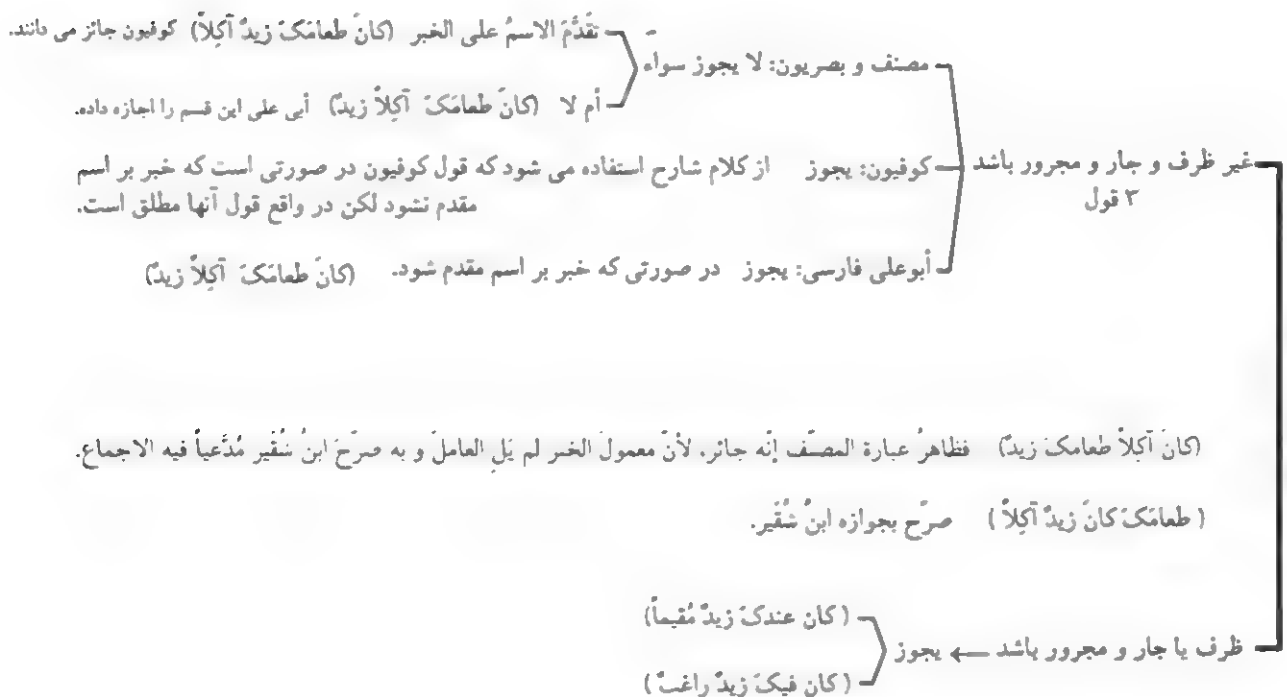 تقَدَّمَ الاسمُ علی الخبر (کانَ طعامَکَ زیدٌ آکِلاً) کوفیون جائز می دانند.
مصنف و بصریون: لا یجوز سواء
أم لا (کانَ طعامَکَ آکِلاً زیدٌ) أبی علی این قسم را اجازه داده.
غیر ظرف و جار و مجرور باشد
۳ قول
کوفیون: یجوز از کلام شارح استفاده می شود که قول کوفیون در صورتی است که خبر بر اسم
مقدم نشود لکن در واقع قول آنها مطلق است.
أبوعلی فارسی: یجوز در صورتی که خبر بر اسم مقدم شود. (کانَ طعامَکَ آکِلاً زیدٌ)
(کانَ آکِلاً طعامکَ زیدٌ) فظاهرُ عبارة المصنّف إنّه جائز. لأنّ معمولَ الخبر لم یَلِ العاملَ و به صرّحَ ابنُ شُقَیر مُدَّعیاً فیه الاجماع.
( طعامَکَ کانَ زیدٌ آکِلاً ) صرّح بجوازه ابنُ شُقَیر.
( کان عندکَ زیدٌ مُقیماً)
ظرف یا جار و مجرور باشد ← یجوز
( کان فیکَ زیدٌ راغبٌ )